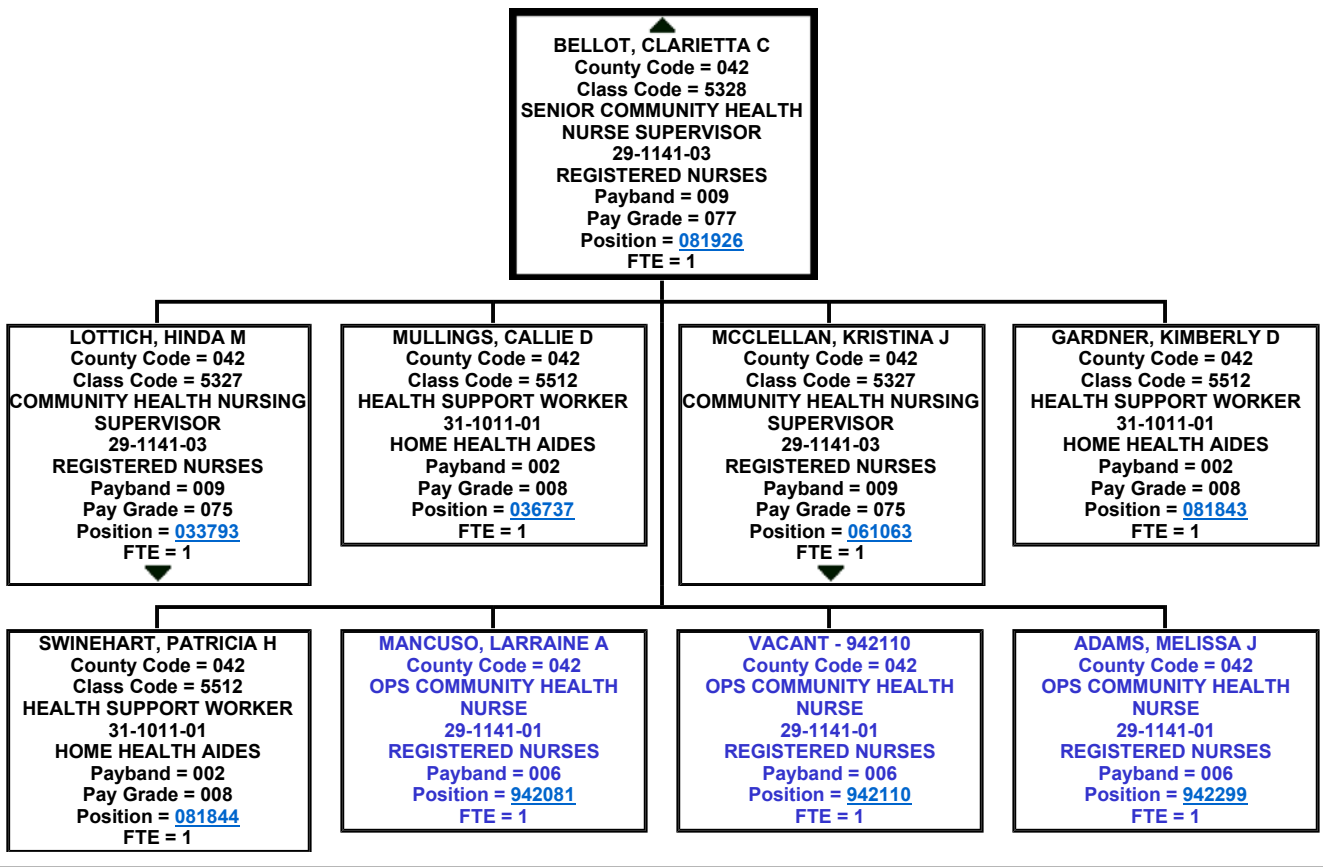 BELLOT, CLARIETTA C
County Code = 042
Class Code = 5328
SENIOR COMMUNITY HEALTH
NURSE SUPERVISOR
29-1141-03
REGISTERED NURSES
Payband = 009
Pay Grade = 077
Position = 081926
FTE = 1
LOTTICH, HINDA M
County Code = 042
Class Code = 5327
COMMUNITY HEALTH NURSING
SUPERVISOR
29-1141-03
REGISTERED NURSES
Payband = 009
Pay Grade = 075
Position = 033793
FTE = 1
MULLINGS, CALLIE D
County Code = 042
Class Code = 5512
HEALTH SUPPORT WORKER
31-1011-01
HOME HEALTH AIDES
Payband = 002
Pay Grade = 008
Position = 036737
FTE = 1
MCCLELLAN, KRISTINA J
County Code = 042
Class Code = 5327
COMMUNITY HEALTH NURSING
SUPERVISOR
29-1141-03
REGISTERED NURSES
Payband = 009
Pay Grade = 075
Position = 061063
FTE = 1
GARDNER, KIMBERLY D
County Code = 042
Class Code = 5512
HEALTH SUPPORT WORKER
31-1011-01
HOME HEALTH AIDES
Payband = 002
Pay Grade = 008
Position = 081843
FTE = 1
SWINEHART, PATRICIA H
County Code = 042
Class Code = 5512
HEALTH SUPPORT WORKER
31-1011-01
HOME HEALTH AIDES
Payband = 002
Pay Grade = 008
Position = 081844
FTE = 1
MANCUSO, LARRAINE A
County Code = 042
OPS COMMUNITY HEALTH
NURSE
29-1141-01
REGISTERED NURSES
Payband = 006
Position = 942081
FTE = 1
VACANT - 942110
County Code = 042
OPS COMMUNITY HEALTH
NURSE
29-1141-01
REGISTERED NURSES
Payband = 006
Position = 942110
FTE = 1
ADAMS, MELISSA J
County Code = 042
OPS COMMUNITY HEALTH
NURSE
29-1141-01
REGISTERED NURSES
Payband = 006
Position = 942299
FTE = 1